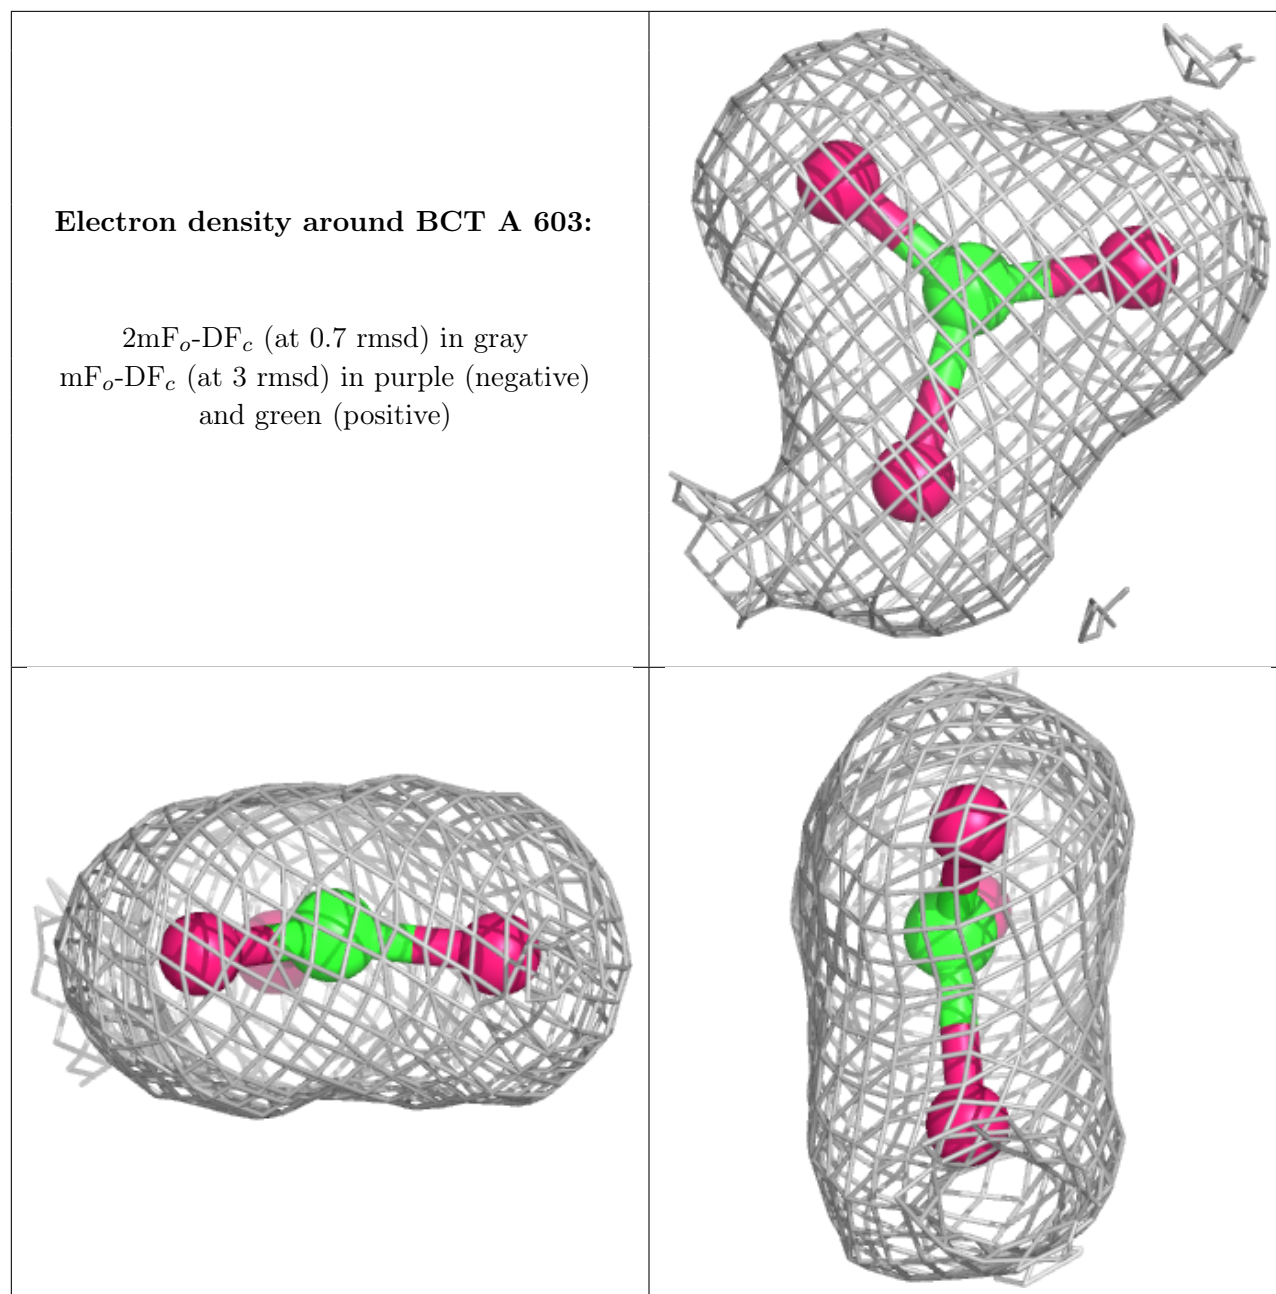 Electron density around BCT A 603:
2mFo-DFc (at 0.7 rmsd) in gray
mFo-DFc (at 3 rmsd) in purple (negative)
and green (positive)